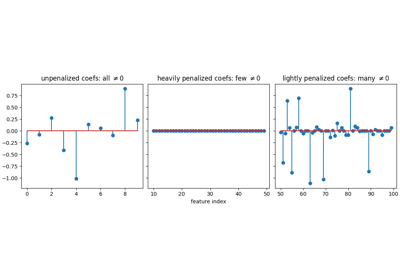 unpenalized coefs: all ≠0
heavily penalized coefs: few ≠0
lightly penalized coefs: many ≠0
0.75
0.50
0.25
0.00
−0.25
−0.50
−0.75
−1.00
0 2 4 6 8
10 20 30 40 50
50 60 70 80 90 100
feature index